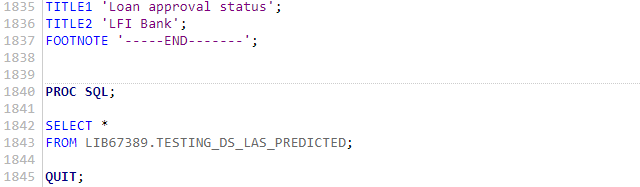 1835 TITLE1 'Loan approval status';
1836 TITLE2 'LFI Bank';
1837 FOOTNOTE '-----END-------';
1838
1839
1840 PROC SQL;
1841
1842 SELECT *
1843 FROM LIB67389.TESTING_DS_LAS_PREDICTED;
1844
1845 QUIT;